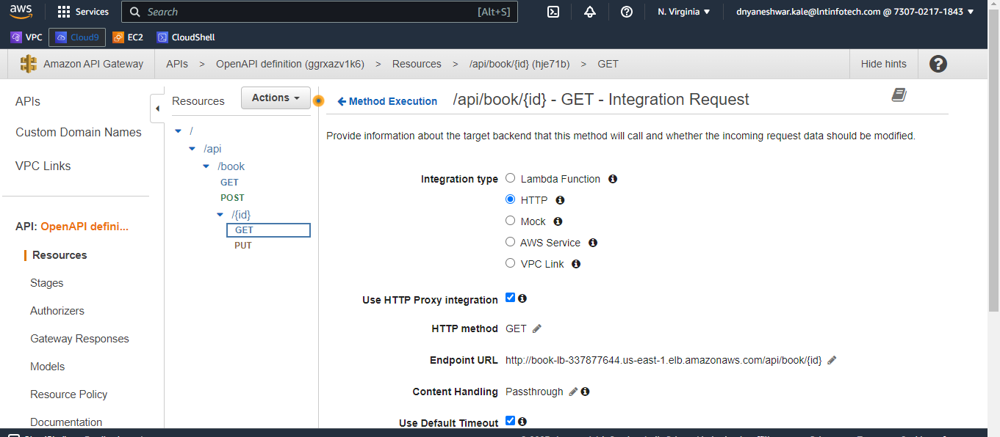 aws
Services
Search
[Alt+S]
N. Virginia
dnyaneshwar.kale@lntinfotech.com @ 7307-0217-1843
VPC
Cloud9
EC2
CloudShell
Amazon API Gateway
APIs > OpenAPI definition (ggrxazv1k6) > Resources > /api/book/{id} (hje71b) > GET
Hide hints
?
APIs
Custom Domain Names
VPC Links
API: OpenAPI defini...
Resources
Stages
Authorizers
Gateway Responses
Models
Resource Policy
Documentation
Resources
Actions
/
/api
/book
GET
POST
/{id}
GET
PUT
Method Execution
/api/book/{id} - GET - Integration Request
Provide information about the target backend that this method will call and whether the incoming request data should be modified.
Integration type
Lambda Function
HTTP
Mock
AWS Service
VPC Link
Use HTTP Proxy integration
HTTP method GET
Endpoint URL http://book-lb-337877644.us-east-1.elb.amazonaws.com/api/book/{id}
Content Handling Passthrough
Use Default Timeout